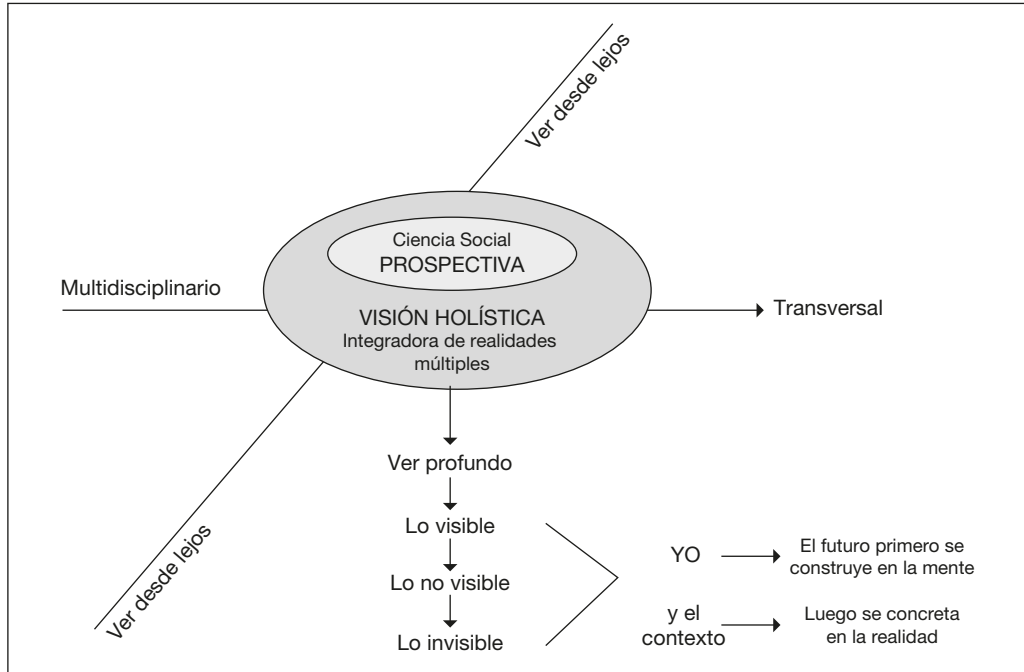 Ver desde lejos
Ciencia Social
PROSPECTIVA
Multidisciplinario
Transversal
VISIÓN HOLÍSTICA
Integradora de realidades
múltiples
Ver profundo
Ver desde lejos
Lo visible
Lo no visible
Lo invisible
YO
El futuro primero se
construye en la mente
y el
contexto
Luego se concreta
en la realidad